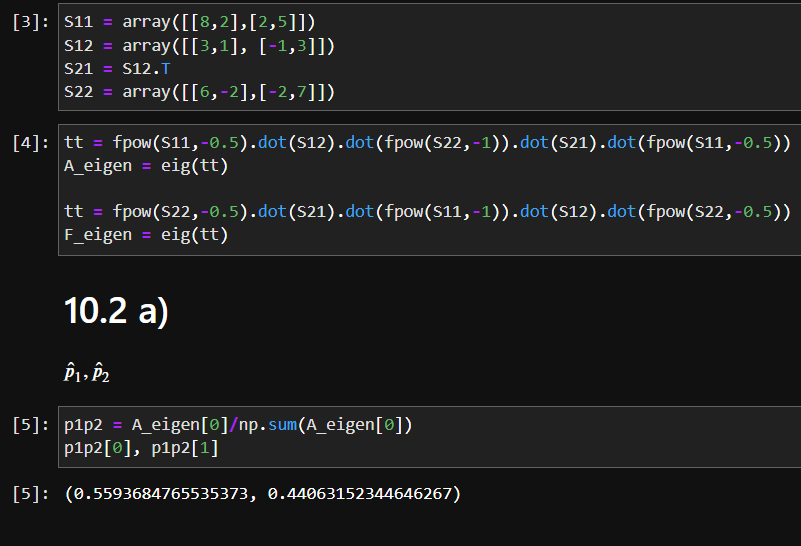 [3]: S11 = array([[8,2],[2,5]])
S12 = array([[3,1], [-1,3]])
S21 = S12.T
S22 = array([[6,-2],[-2,7]])
[4]: tt = fpow(S11,-0.5).dot(S12).dot(fpow(S22,-1)).dot(S21).dot(fpow(S11,-0.5))
A_eigen = eig(tt)
tt = fpow(S22,-0.5).dot(S21).dot(fpow(S11,-1)).dot(S12).dot(fpow(S22,-0.5))
F_eigen = eig(tt)
10.2 a)
p̂₁, p̂₂
[5]: p1p2 = A_eigen[0]/np.sum(A_eigen[0])
p1p2[0], p1p2[1]
[5]: (0.5593684765535373, 0.44063152344646267)